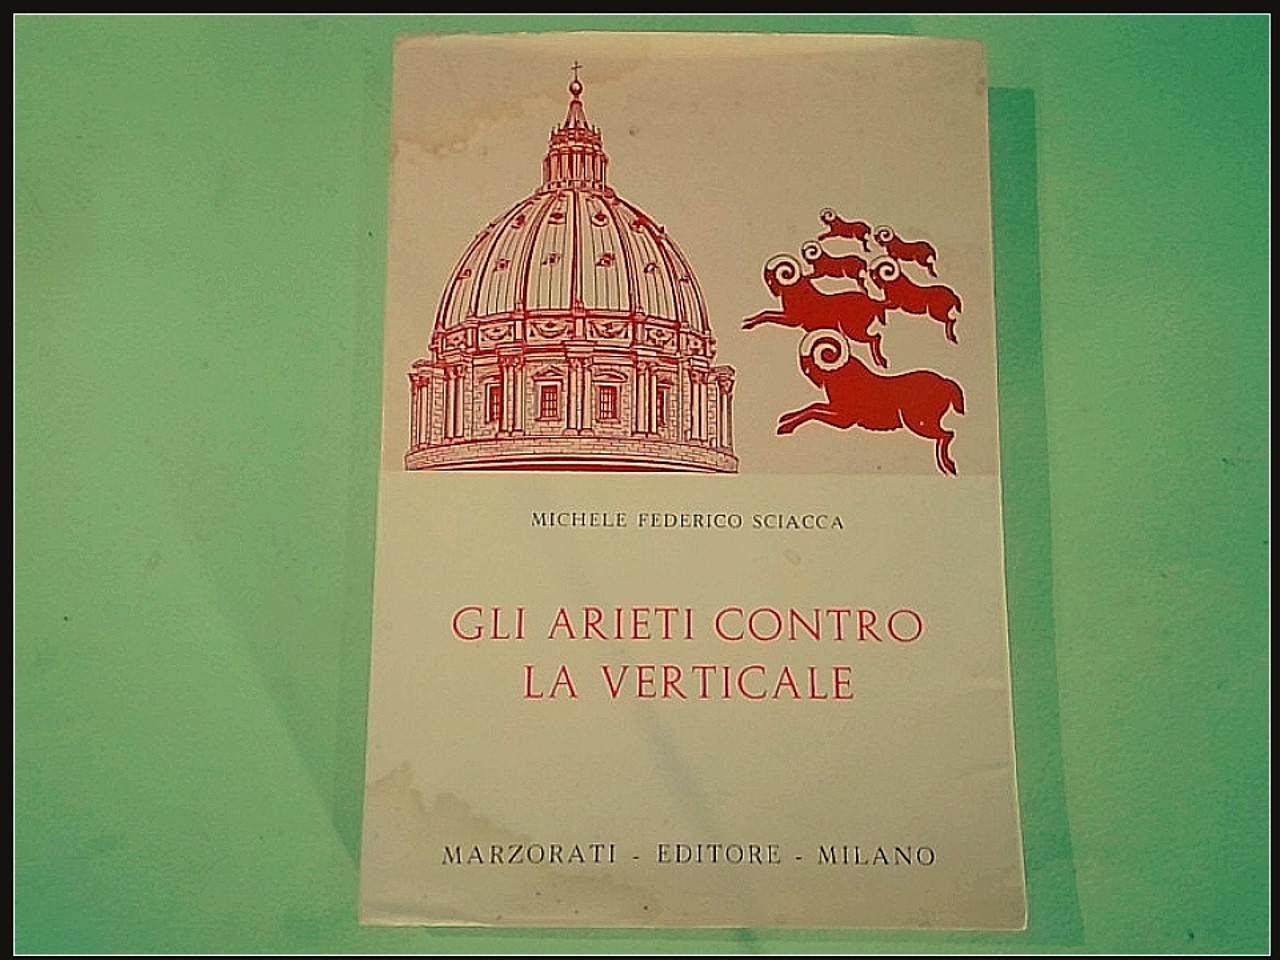 MICHELE FEDERICO SCIACCA
GLI ARIETI CONTRO
LA VERTICALE
MARZORATI - EDITORE - MILANO